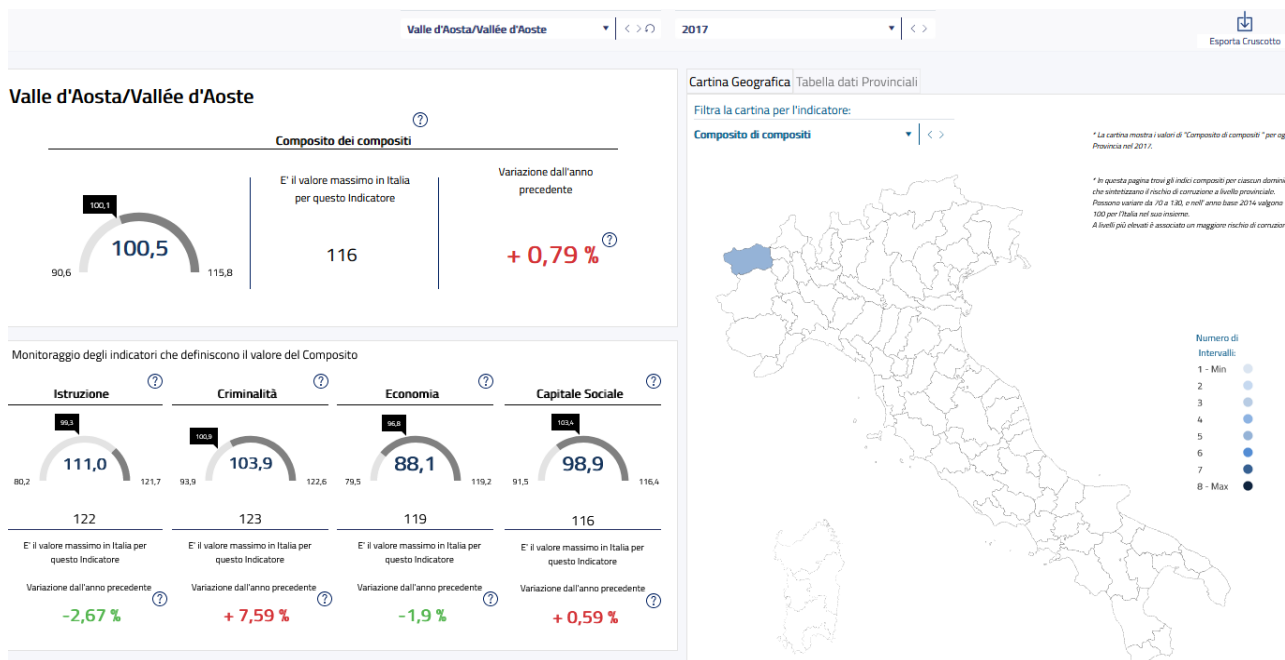 Valle d'Aosta/Vallée d'Aoste
2017
Esporta Cruscotto
Valle d'Aosta/Vallée d'Aoste
?
Composito dei compositi
100,1
100,5
90,6
115,8
E' il valore massimo in Italia
per questo Indicatore
116
Variazione dall'anno
precedente
+ 0,79 %
?
Monitoraggio degli indicatori che definiscono il valore del Composito
?
Istruzione
99,3
111,0
80,2
121,7
122
E' il valore massimo in Italia per
questo Indicatore
Variazione dall'anno precedente
?
-2,67 %
?
Criminalità
100,9
103,9
93,9
122,6
123
E' il valore massimo in Italia per
questo Indicatore
Variazione dall'anno precedente
?
+ 7,59 %
?
Economia
96,8
88,1
79,5
119,2
119
E' il valore massimo in Italia per
questo Indicatore
Variazione dall'anno precedente
?
-1,9 %
?
Capitale Sociale
103,4
98,9
91,5
116,4
116
E' il valore massimo in Italia per
questo Indicatore
Variazione dall'anno precedente
?
+ 0,59 %
Cartina Geografica
Tabella dati Provinciali
Filtra la cartina per l'indicatore:
Composito di compositi
* La cartina mostra i valori di "Composito di compositi " per og
Provincia nel 2017.
* In questa pagina trovi gli indici compositi per ciascun domini
che sintetizzano il rischio di corruzione a livello provinciale.
Possono variare da 70 a 130, e nell' anno base 2014 valgono
100 per l'Italia nel suo insieme.
A livelli più elevati è associato un maggiore rischio di corruzion
Numero di
Intervalli:
1 - Min
2
3
4
5
6
7
8 - Max